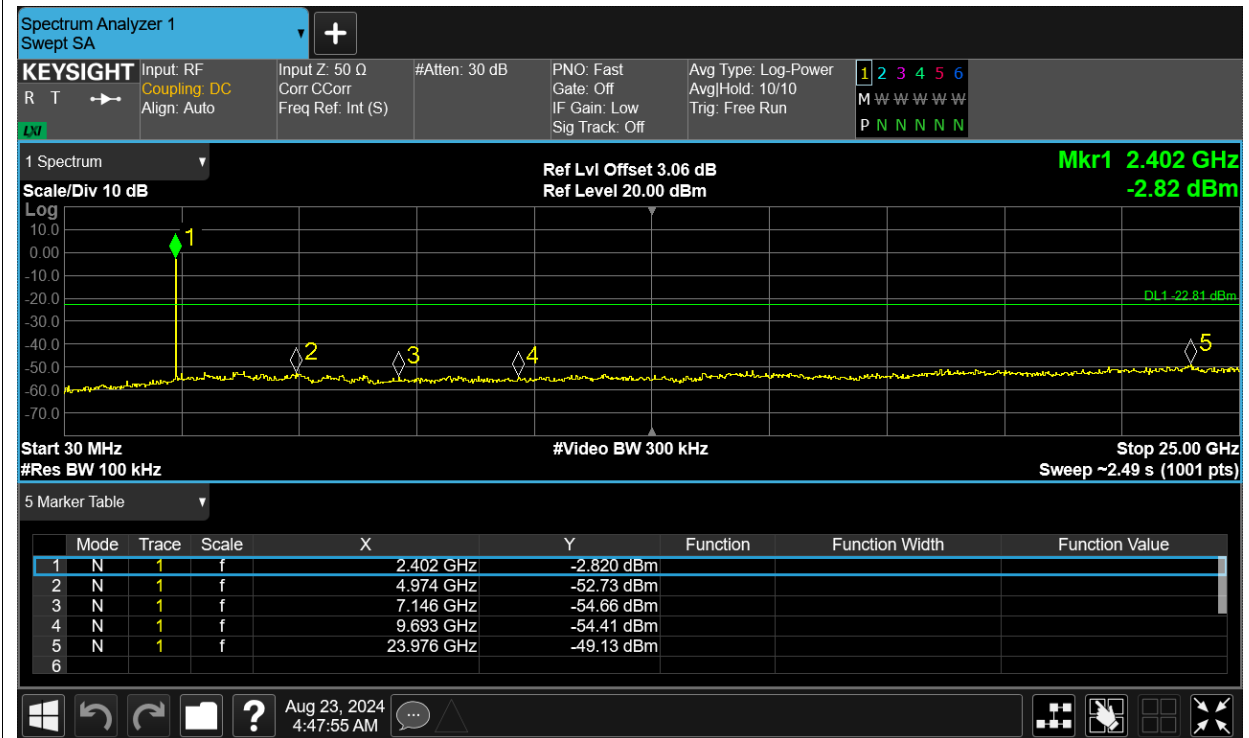 Spectrum Analyzer 1
Swept SA
KEYSIGHT
R T
LXI
Input: RF
Coupling: DC
Align: Auto
Input Z: 50 Ω
Corr CCorr
Freq Ref: Int (S)
#Atten: 30 dB
PNO: Fast
Gate: Off
IF Gain: Low
Sig Track: Off
Avg Type: Log-Power
Avg|Hold: 10/10
Trig: Free Run
1 2 3 4 5 6
M W W W W W
P N N N N N
1 Spectrum
Scale/Div 10 dB
Ref Lvl Offset 3.06 dB
Ref Level 20.00 dBm
Mkr1 2.402 GHz
-2.82 dBm
Log
10.0
0.00
-10.0
-20.0
-30.0
-40.0
-50.0
-60.0
-70.0
1
2
3
4
5
DL1 -22.81 dBm
Start 30 MHz
#Res BW 100 kHz
#Video BW 300 kHz
Stop 25.00 GHz
Sweep ~2.49 s (1001 pts)
5 Marker Table
Mode Trace Scale X Y Function Function Width Function Value
1 N 1 f 2.402 GHz -2.820 dBm
2 N 1 f 4.974 GHz -52.73 dBm
3 N 1 f 7.146 GHz -54.66 dBm
4 N 1 f 9.693 GHz -54.41 dBm
5 N 1 f 23.976 GHz -49.13 dBm
6
?
Aug 23, 2024
4:47:55 AM